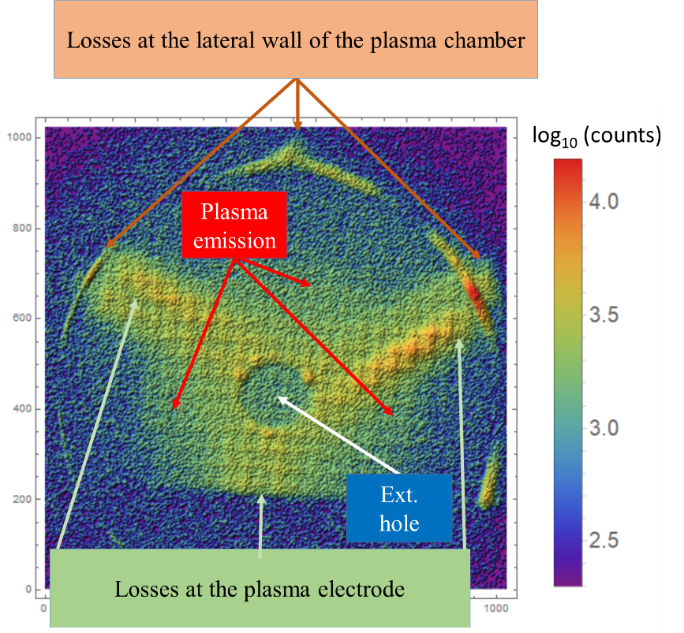 Losses at the lateral wall of the plasma chamber
log₁₀ (counts)
1000
800
600
400
200
0
0
1000
Plasma
emission
Ext.
hole
Losses at the plasma electrode
4.0
3.5
3.0
2.5